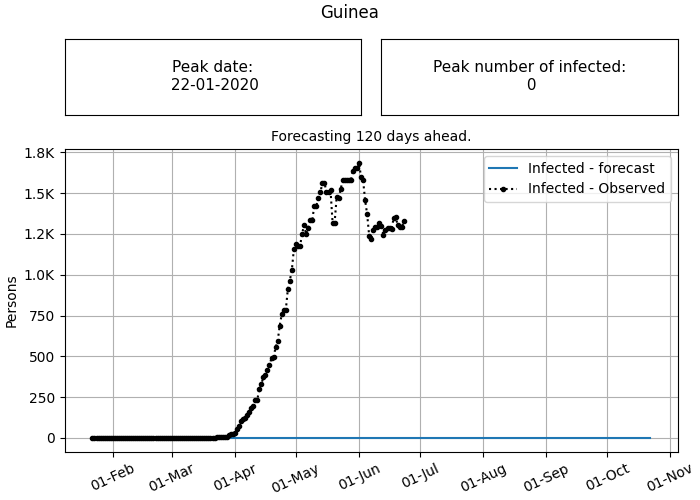 Guinea
Peak date:
22-01-2020
Peak number of infected:
0
Forecasting 120 days ahead.
Infected - forecast
Infected - Observed
Persons
1.8K
1.5K
1.2K
1.0K
750
500
250
0
01-Feb
01-Mar
01-Apr
01-May
01-Jun
01-Jul
01-Aug
01-Sep
01-Oct
01-Nov